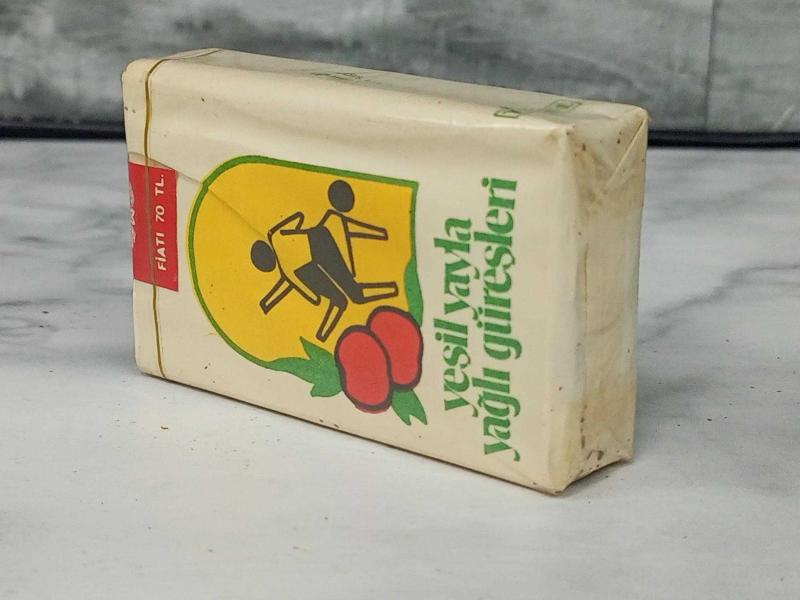 FİATI 70 TL.
yeşil yayla
yağlı güreşleri